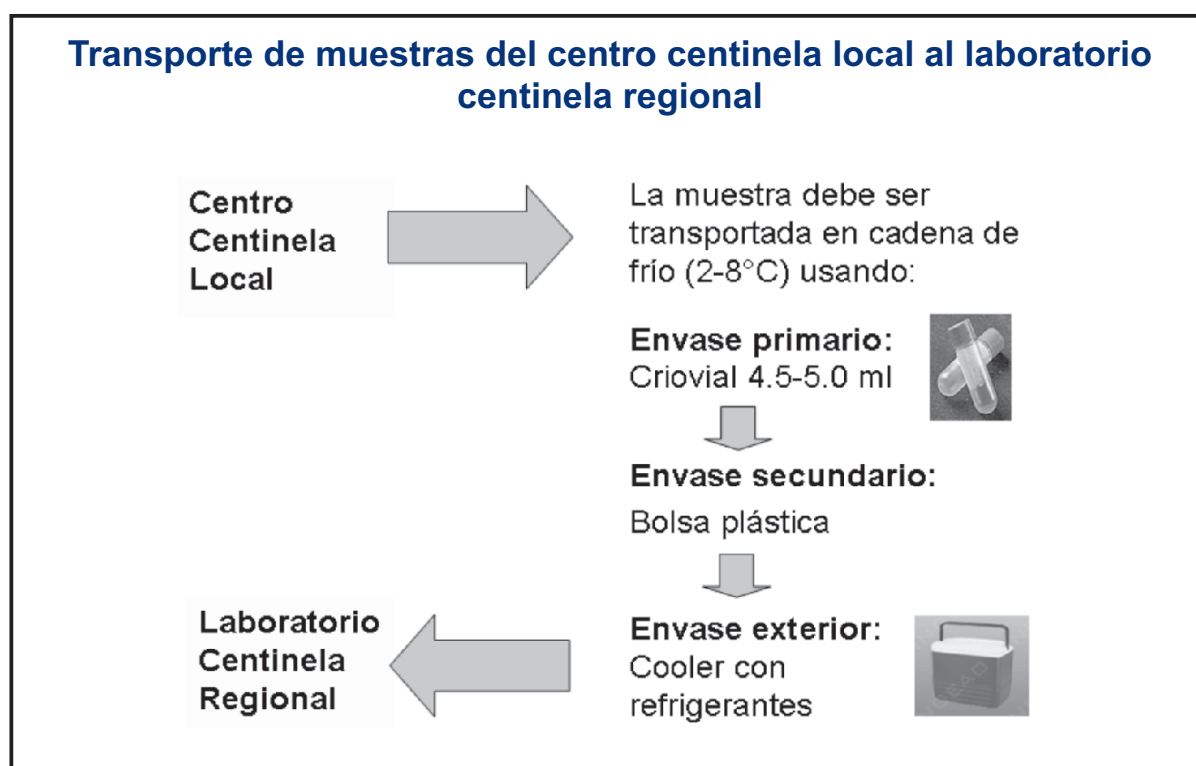 Transporte de muestras del centro centinela local al laboratorio
centinela regional
Centro
Centinela
Local
La muestra debe ser
transportada en cadena de
frío (2-8°C) usando:
Envase primario:
Criovial 4.5-5.0 ml
Envase secundario:
Bolsa plástica
Envase exterior:
Cooler con
refrigerantes
Laboratorio
Centinela
Regional